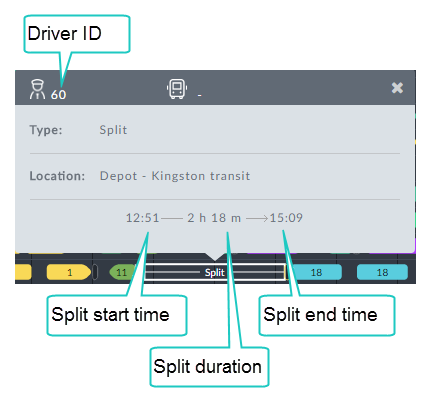 Driver ID
60 -
Type: Split
Location: Depot - Kingston transit
12:51 2 h 18 m 15:09
1 11 Split 18 18
Split start time Split end time
Split duration